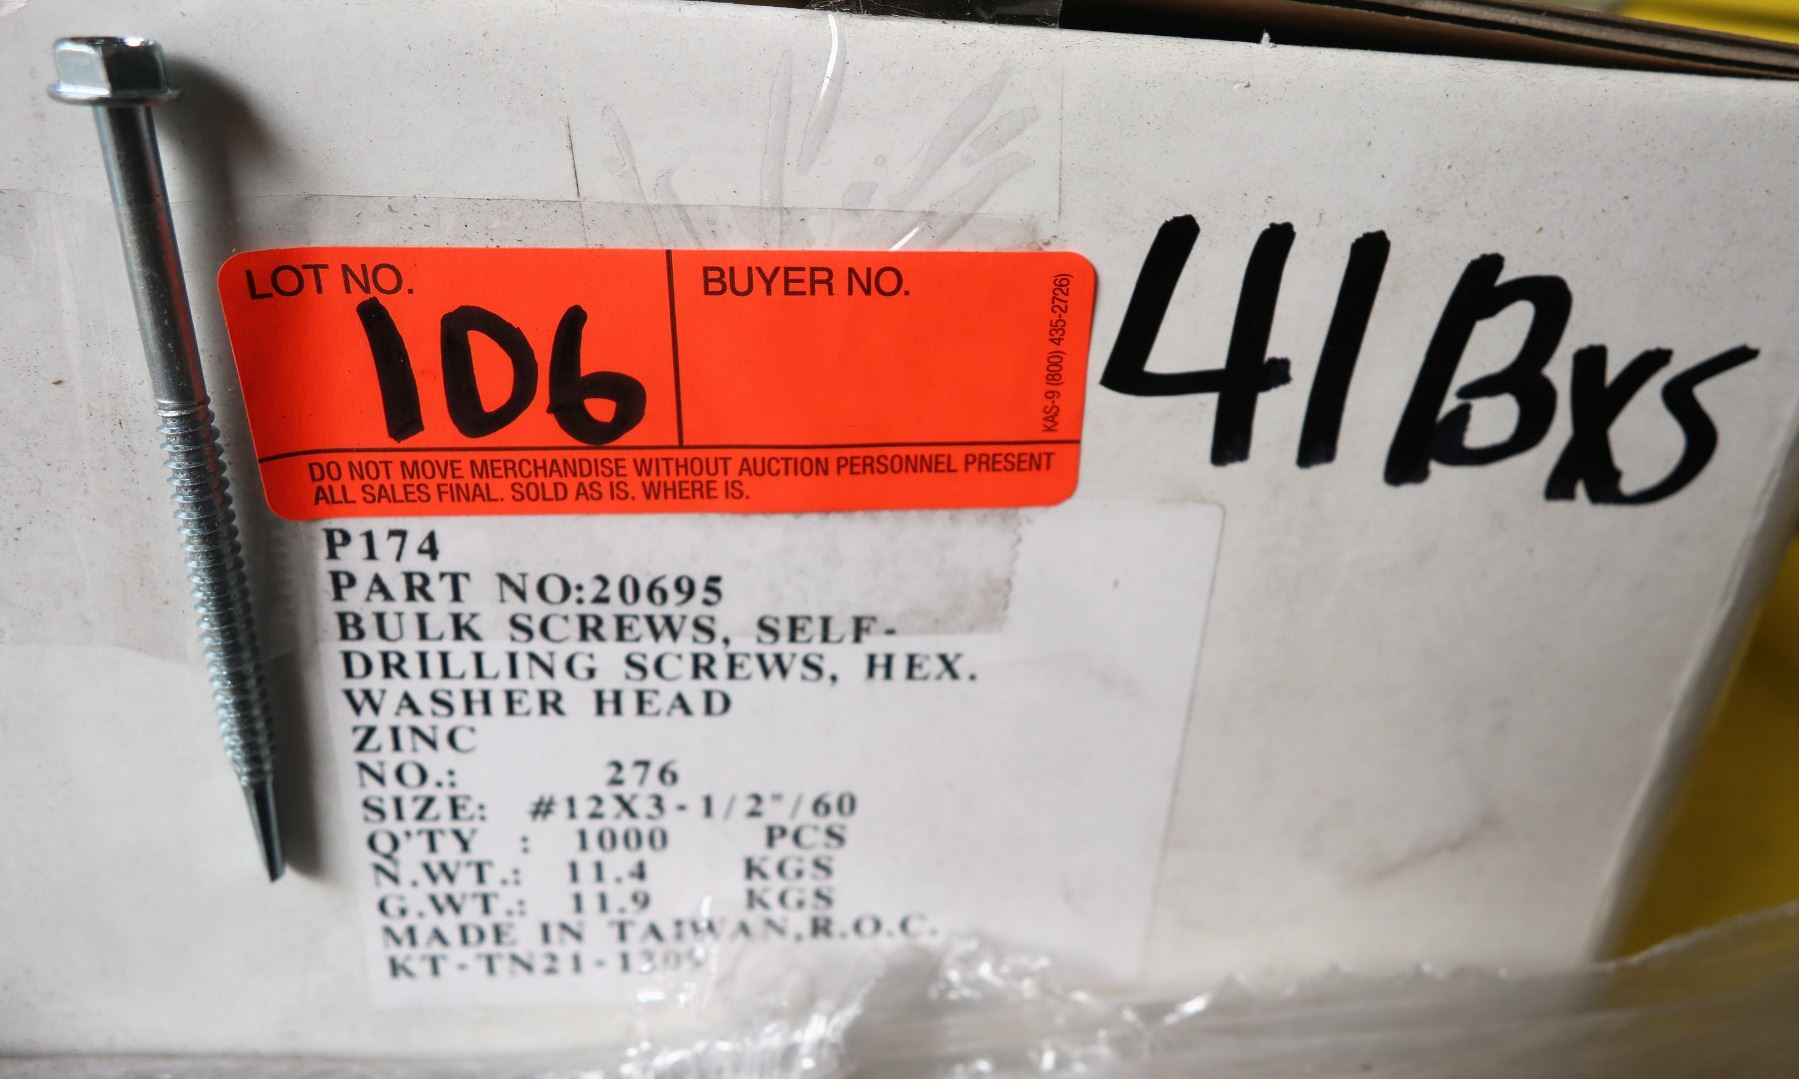 LOT NO.
106
BUYER NO.
KAS-9 (800) 435-2726)
DO NOT MOVE MERCHANDISE WITHOUT AUCTION PERSONNEL PRESENT
ALL SALES FINAL. SOLD AS IS, WHERE IS.
41 BXS
P174
PART NO:20695
BULK SCREWS, SELF-
DRILLING SCREWS, HEX.
WASHER HEAD
ZINC
NO.: 276
SIZE: #12X3-1/2"/60
Q'TY : 1000 PCS
N.WT.: 11.4 KGS
G.WT.: 11.9 KGS
MADE IN TAIWAN,R.O.C.